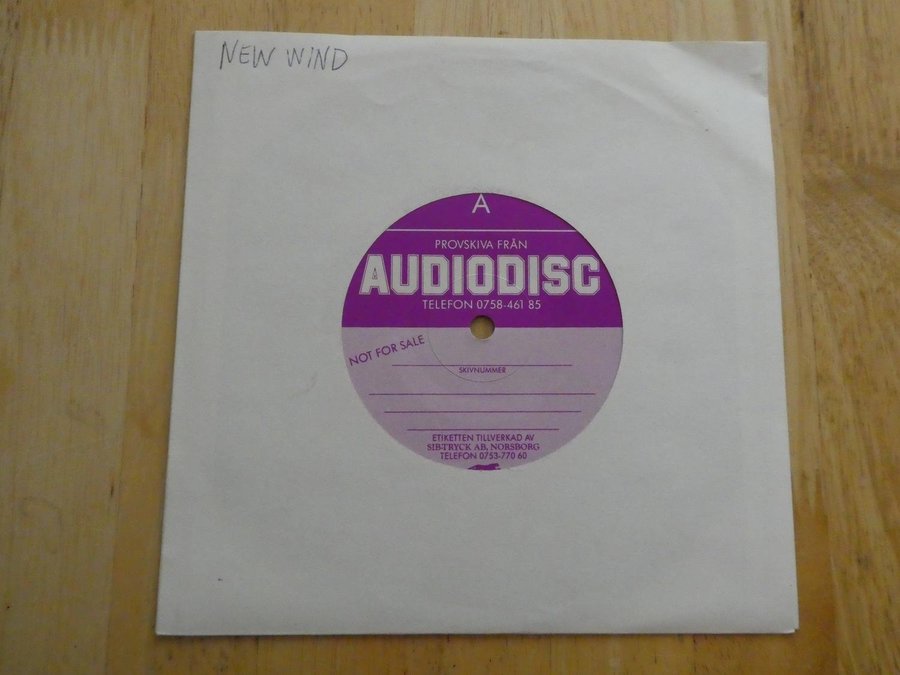 NEW WIND
A
PROVSKIVA FRÅN
AUDIODISC
TELEFON 0758-461 85
NOT FOR SALE
SKIVNUMMER
ETIKETTEN TILLVERKAD AV
SIB-TRYCK AB, NORSBORG
TELEFON 0753-770 60